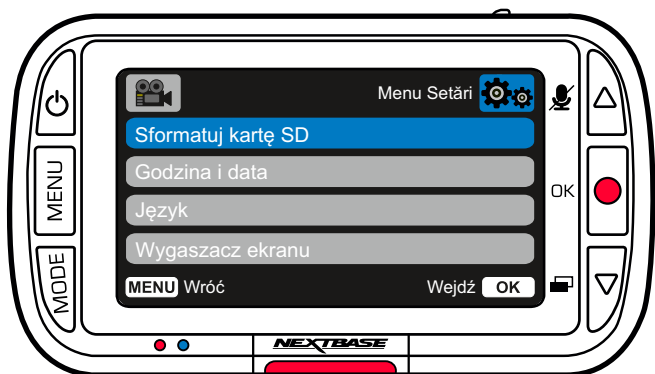 Menu Setări
Sformatuj kartę SD
Godzina i data
Język
Wygaszacz ekranu
MENU Wróć
Wejdź OK
MENU
MODE
OK
NEXTBASE